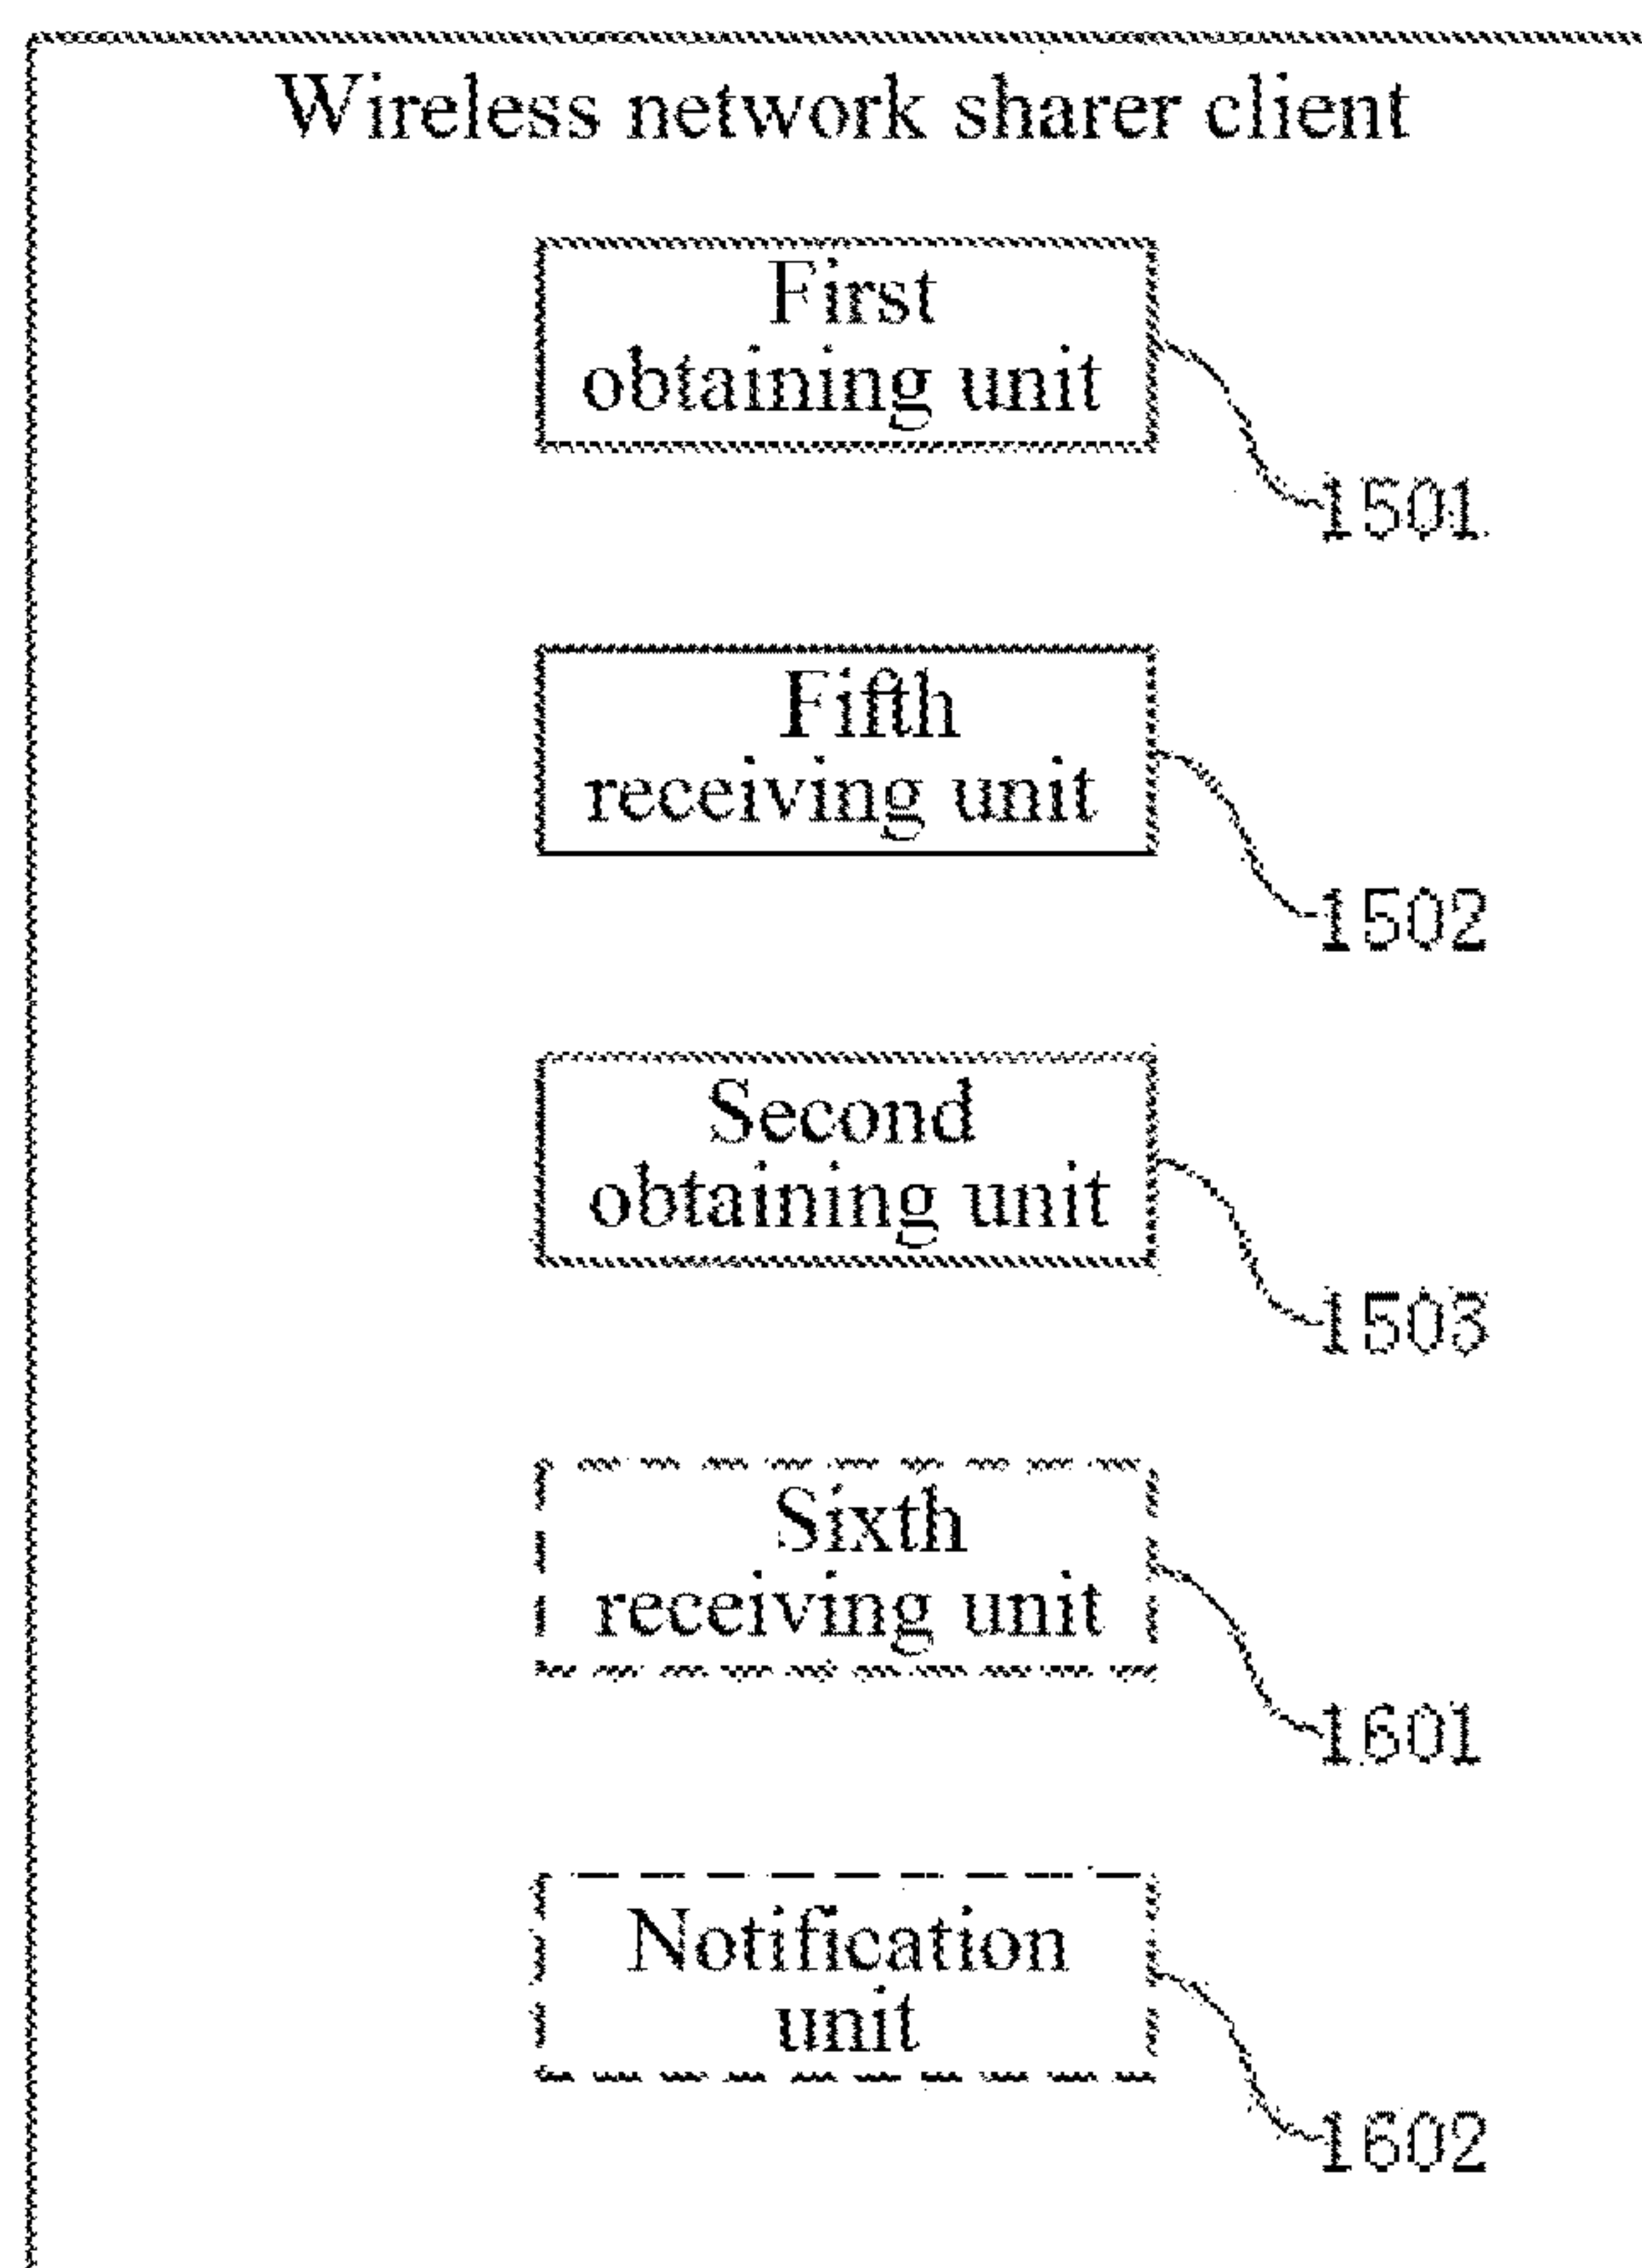 Wireless network sharer client
First
obtaining unit
1501
Fifth
receiving unit
1502
Second
obtaining unit
1503
Sixth
receiving unit
1601
Notification
unit
1602